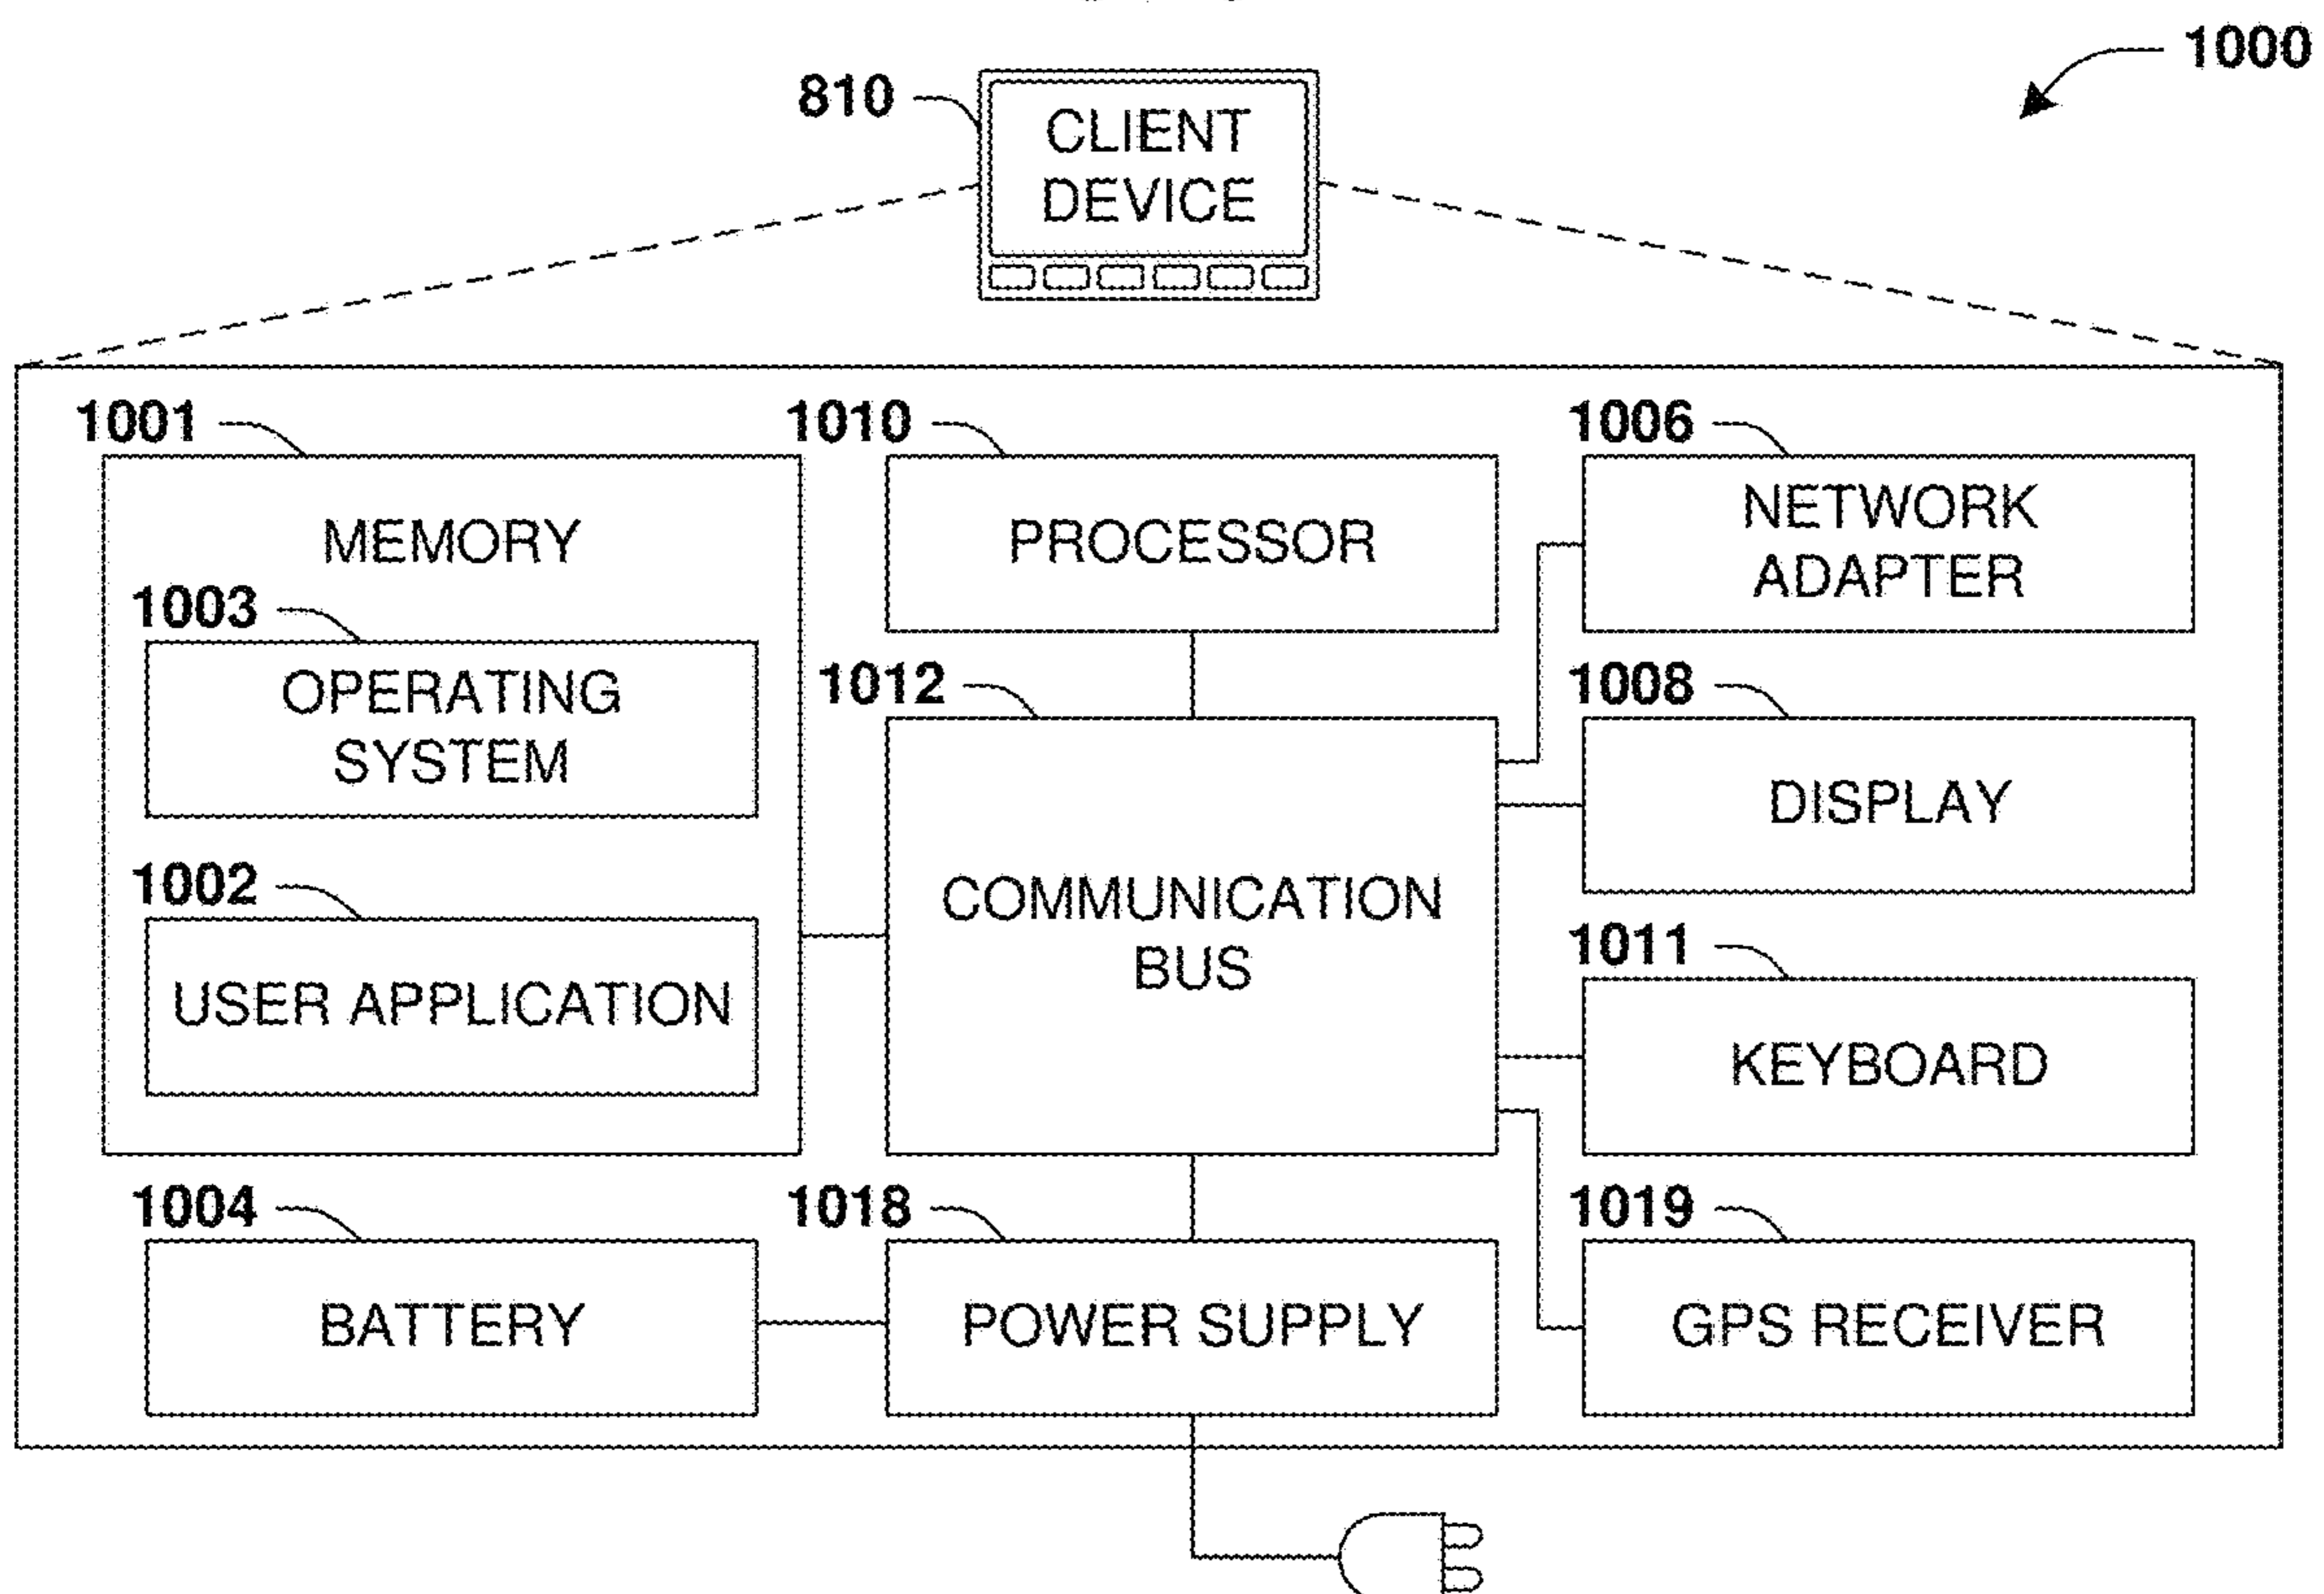 1000
810
CLIENT
DEVICE
1001
MEMORY
1003
OPERATING
SYSTEM
1002
USER APPLICATION
1004
BATTERY
1010
PROCESSOR
1012
COMMUNICATION
BUS
1018
POWER SUPPLY
1006
NETWORK
ADAPTER
1008
DISPLAY
1011
KEYBOARD
1019
GPS RECEIVER